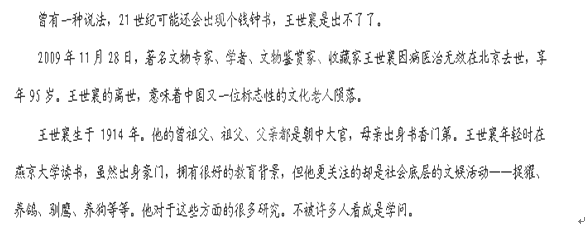 曾有一种说法，21世纪可能还会出现个钱钟书，王世襄是出不了了。
2009年11月28日，著名文物专家、学者、文物鉴赏家、收藏家王世襄因病医治无效在北京去世，享
年95岁。王世襄的离世，意味着中国又一位标志性的文化老人陨落。
王世襄生于1914年。他的曾祖父、祖父、父亲都是朝中大官，母亲出身书香门第。王世襄年轻时在
燕京大学读书，虽然出身豪门，拥有很好的教育背景，但他更关注的却是社会底层的文娱活动——捉獾、
养鸽、驯鹰、养狗等等。他对于这些方面的很多研究。不被许多人看成是学问。